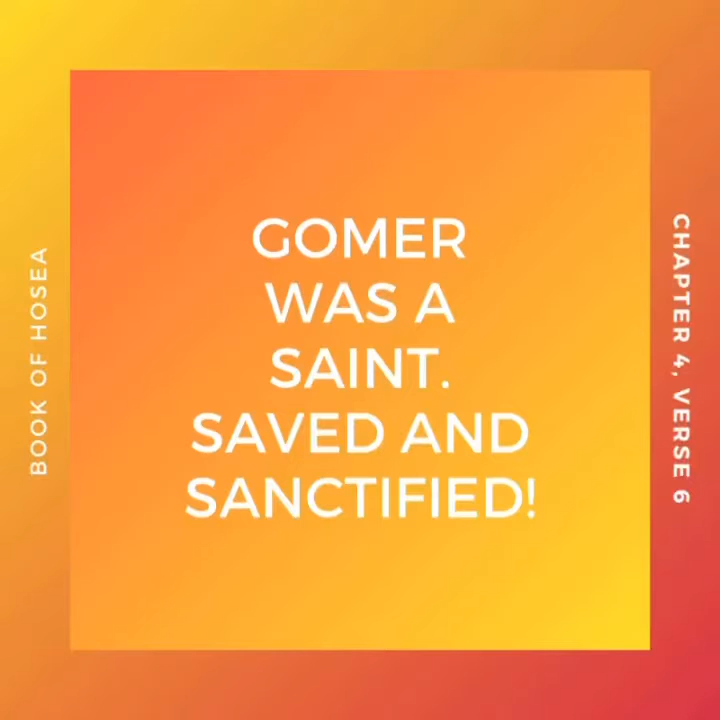 BOOK OF HOSEA
GOMER
WAS A
SAINT.
SAVED AND
SANCTIFIED!
CHAPTER 4, VERSE 6